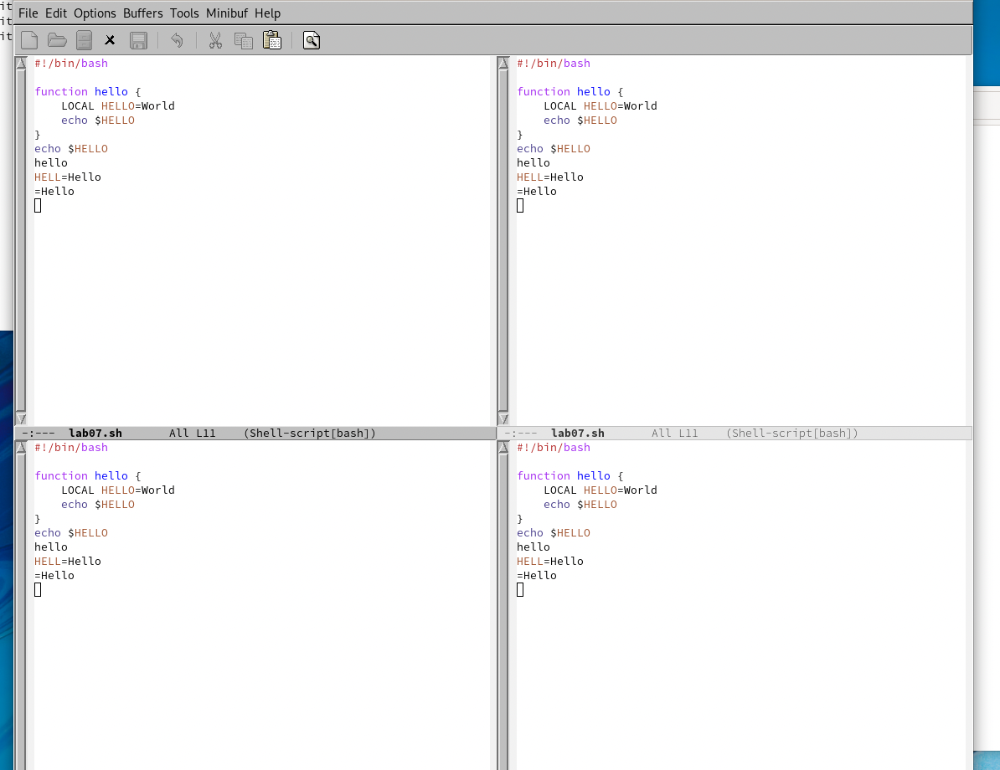 it
it
it
File Edit Options Buffers Tools Minibuf Help
#!/bin/bash
function hello {
    LOCAL HELLO=World
    echo $HELLO
}
echo $HELLO
hello
HELL=Hello
=Hello
-:---  lab07.sh       All L11    (Shell-script[bash])
#!/bin/bash
function hello {
    LOCAL HELLO=World
    echo $HELLO
}
echo $HELLO
hello
HELL=Hello
=Hello
-:---  lab07.sh       All L11    (Shell-script[bash])
#!/bin/bash
function hello {
    LOCAL HELLO=World
    echo $HELLO
}
echo $HELLO
hello
HELL=Hello
=Hello
#!/bin/bash
function hello {
    LOCAL HELLO=World
    echo $HELLO
}
echo $HELLO
hello
HELL=Hello
=Hello